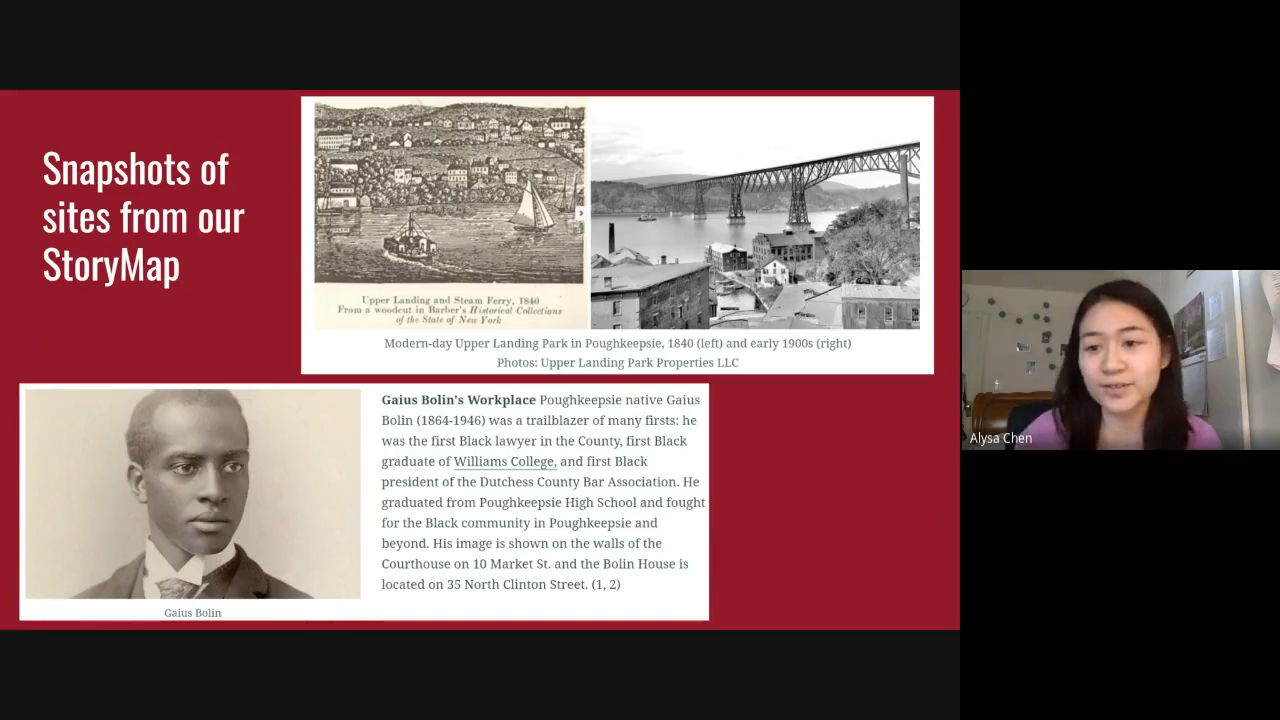 Snapshots of
sites from our
StoryMap
Upper Landing and Steam Ferry, 1840
From a woodcut in Barber's Historical Collections
of the State of New York
Modern-day Upper Landing Park in Poughkeepsie, 1840 (left) and early 1900s (right)
Photos: Upper Landing Park Properties LLC
Gaius Bolin's Workplace Poughkeepsie native Gaius
Bolin (1864-1946) was a trailblazer of many firsts: he
was the first Black lawyer in the County, first Black
graduate of Williams College, and first Black
president of the Dutchess County Bar Association. He
graduated from Poughkeepsie High School and fought
for the Black community in Poughkeepsie and
beyond. His image is shown on the walls of the
Courthouse on 10 Market St. and the Bolin House is
located on 35 North Clinton Street. (1, 2)
Gaius Bolin
Alysa Chen